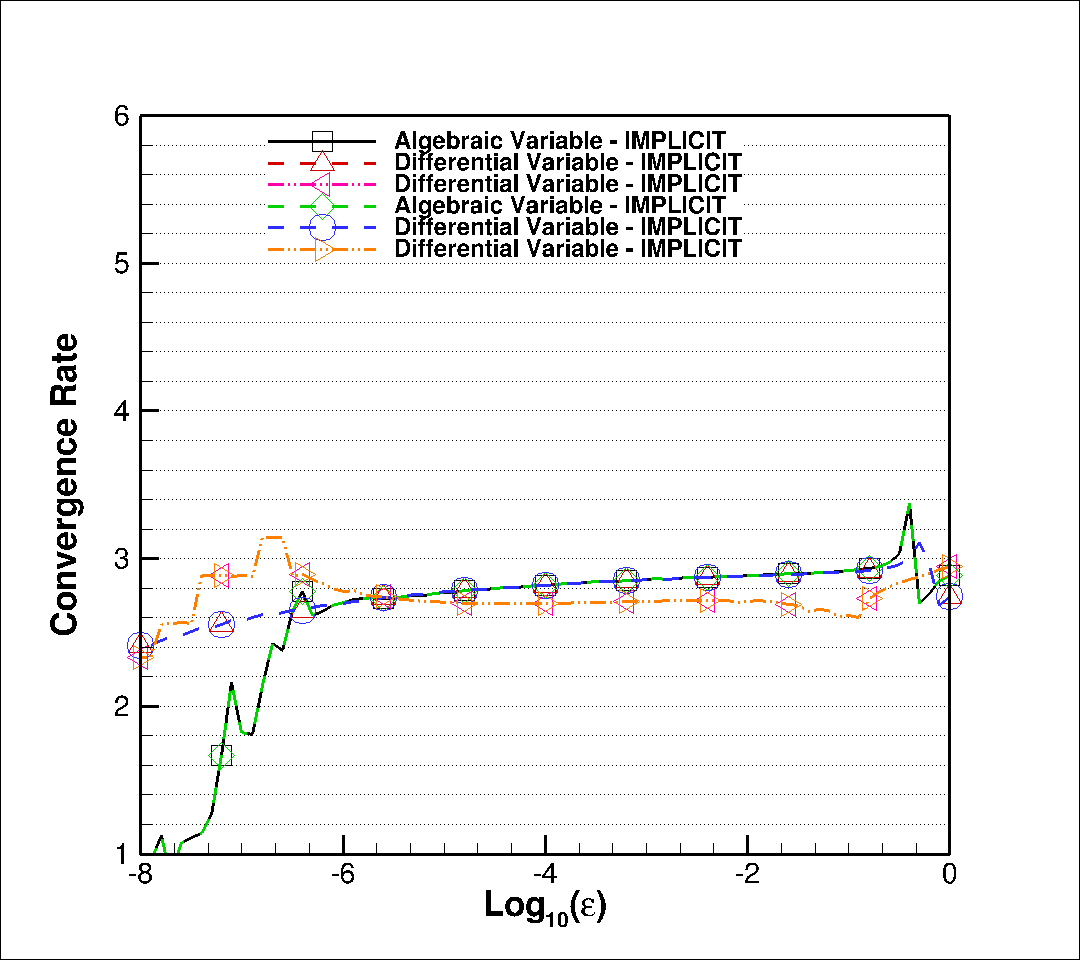 6
Algebraic Variable - IMPLICIT
Differential Variable - IMPLICIT
Differential Variable - IMPLICIT
Algebraic Variable - IMPLICIT
Differential Variable - IMPLICIT
Differential Variable - IMPLICIT
5
4
3
2
1
Convergence Rate
-8 -6 -4 -2 0
Log10(ε)